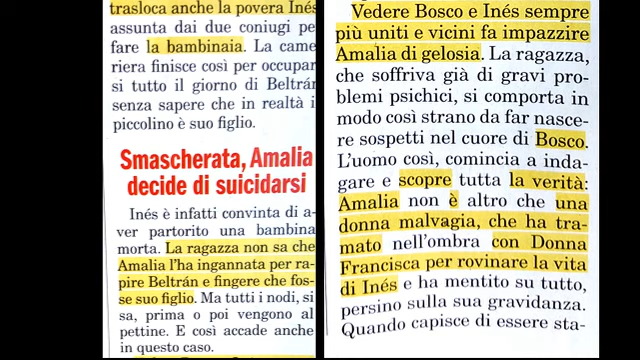 trasloca anche la povera Inés
assunta dai due coniugi pe
fare la bambinaia. La came
riera finisce così per occupar
si tutto il giorno di Beltrán
senza sapere che in realtà i
piccolino è suo figlio.
Smascherata, Amalia
decide di suicidarsi
Inés è infatti convinta di a-
ver partorito una bambina
morta. La ragazza non sa che
Amalia l'ha ingannata per ra-
pire Beltrán e fingere che fos-
se suo figlio. Ma tutti i nodi, si
sa, prima o poi vengono al
pettine. E così accade anche
in questo caso.
Vedere Bosco e Inés sempre
più uniti e vicini fa impazzire
Amalia di gelosia. La ragazza,
che soffriva già di gravi pro-
blemi psichici, si comporta in
modo così strano da far nasce-
re sospetti nel cuore di Bosco.
L'uomo così, comincia a inda-
gare e scopre tutta la verità:
Amalia non è altro che una
donna malvagia, che ha tra-
mato nell'ombra con Donna
Francisca per rovinare la vita
di Inés e ha mentito su tutto,
persino sulla sua gravidanza.
Quando capisce di essere sta-